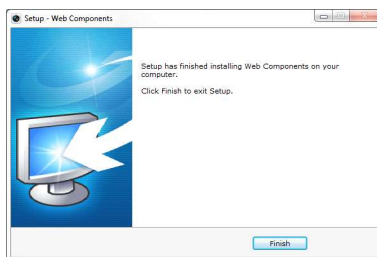 Setup - Web Components
Setup has finished installing Web Components on your
computer.
Click Finish to exit Setup.
Finish